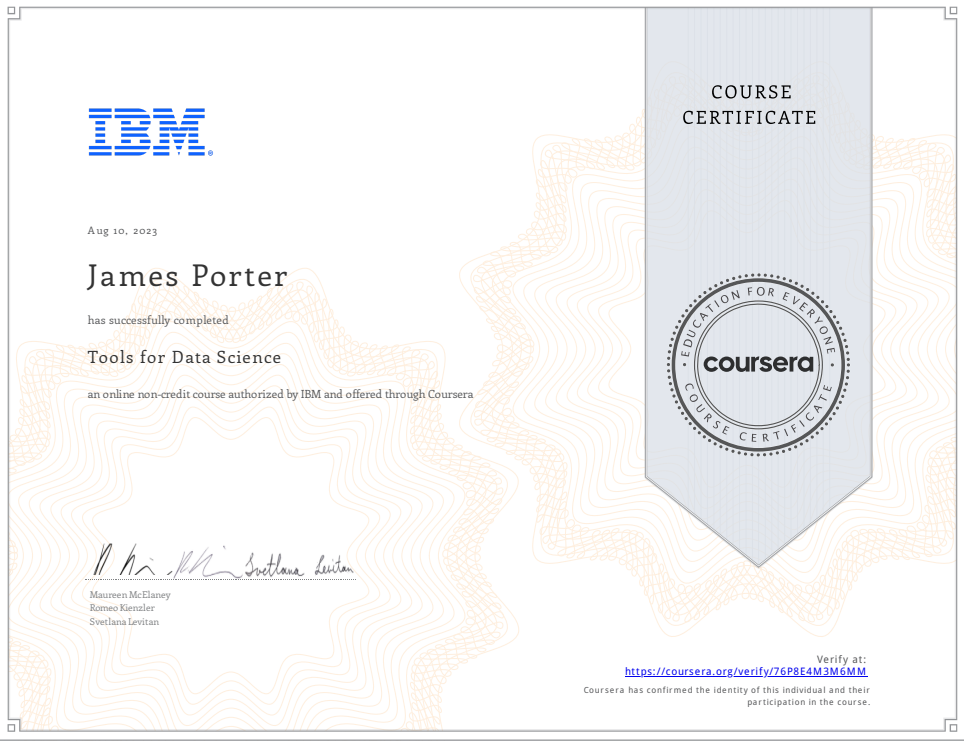 COURSE
CERTIFICATE
IBM®
Aug 10, 2023
James Porter
has successfully completed
Tools for Data Science
an online non-credit course authorized by IBM and offered through Coursera
EDUCATION FOR EVERYONE
coursera
COURSE CERTIFICATE
Svetlana Levitan
Maureen McElaney
Romeo Kienzler
Svetlana Levitan
Verify at:
https://coursera.org/verify/76P8E4M3M6MM
Coursera has confirmed the identity of this individual and their
participation in the course.